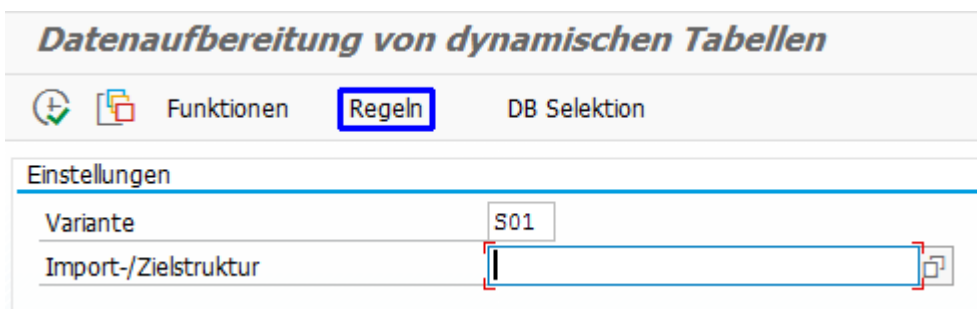 Datenaufbereitung von dynamischen Tabellen
Funktionen Regeln DB Selektion
Einstellungen
Variante S01
Import-/Zielstruktur